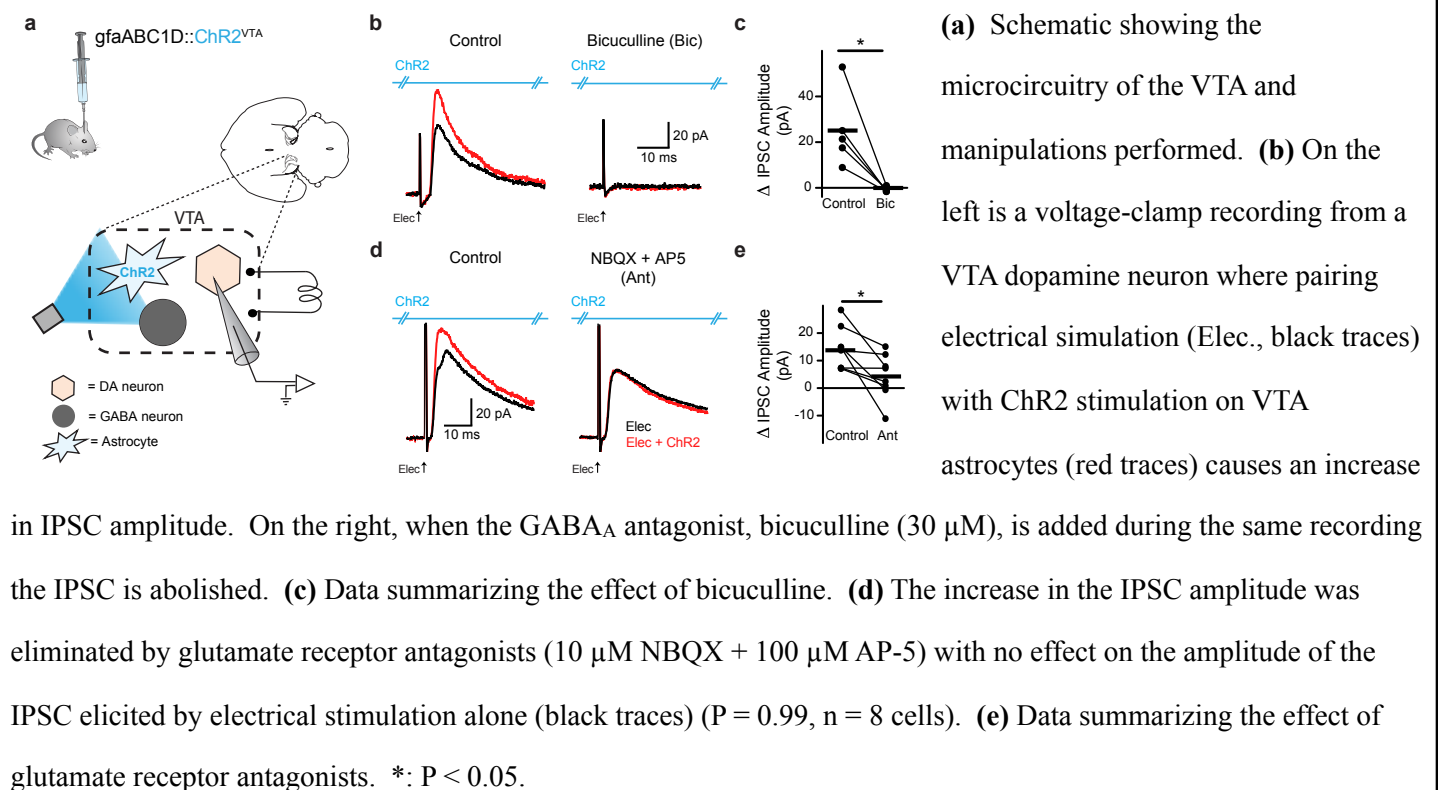 a
gfaABC1D::ChR2VTA
VTA
ChR2
= DA neuron
= GABA neuron
= Astrocyte
b
Control
Bicuculline (Bic)
ChR2
ChR2
20 pA
10 ms
Elec↑
Elec↑
c
*
Δ IPSC Amplitude
(pA)
40
20
0
Control Bic
d
Control
NBQX + AP5
(Ant)
ChR2
ChR2
20 pA
10 ms
Elec
Elec + ChR2
Elec↑
Elec↑
e
*
Δ IPSC Amplitude
(pA)
20
10
0
-10
Control Ant
(a) Schematic showing the
microcircuitry of the VTA and
manipulations performed. (b) On the
left is a voltage-clamp recording from a
VTA dopamine neuron where pairing
electrical simulation (Elec., black traces)
with ChR2 stimulation on VTA
astrocytes (red traces) causes an increase
in IPSC amplitude. On the right, when the GABAA antagonist, bicuculline (30 µM), is added during the same recording
the IPSC is abolished. (c) Data summarizing the effect of bicuculline. (d) The increase in the IPSC amplitude was
eliminated by glutamate receptor antagonists (10 µM NBQX + 100 µM AP-5) with no effect on the amplitude of the
IPSC elicited by electrical stimulation alone (black traces) (P = 0.99, n = 8 cells). (e) Data summarizing the effect of
glutamate receptor antagonists. *: P < 0.05.